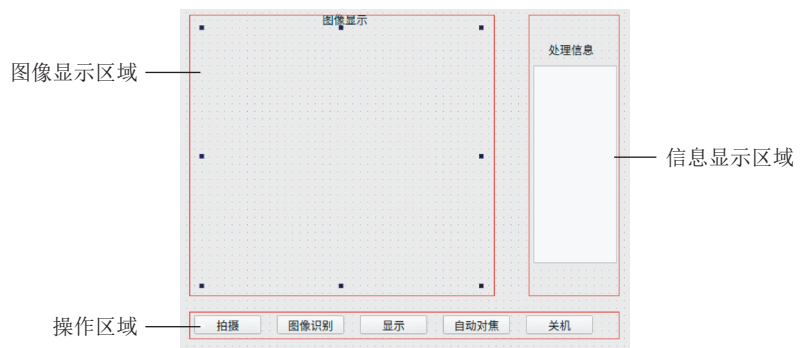 图像显示
处理信息
图像显示区域
信息显示区域
操作区域
拍摄 图像识别 显示 自动对焦 关机